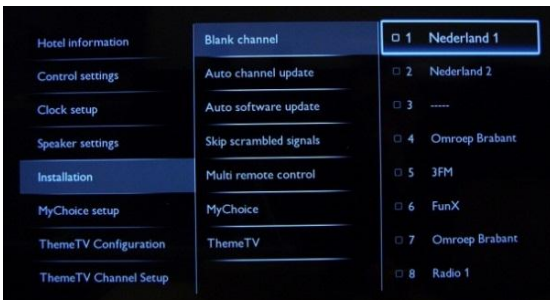 Hotel information
Control settings
Clock setup
Speaker settings
Installation
MyChoice setup
ThemeTV Configuration
ThemeTV Channel Setup
Blank channel
Auto channel update
Auto software update
Skip scrambled signals
Multi remote control
MyChoice
ThemeTV
1 Nederland 1
2 Nederland 2
3 -----
4 Omroep Brabant
5 3FM
6 FunX
7 Omroep Brabant
8 Radio 1